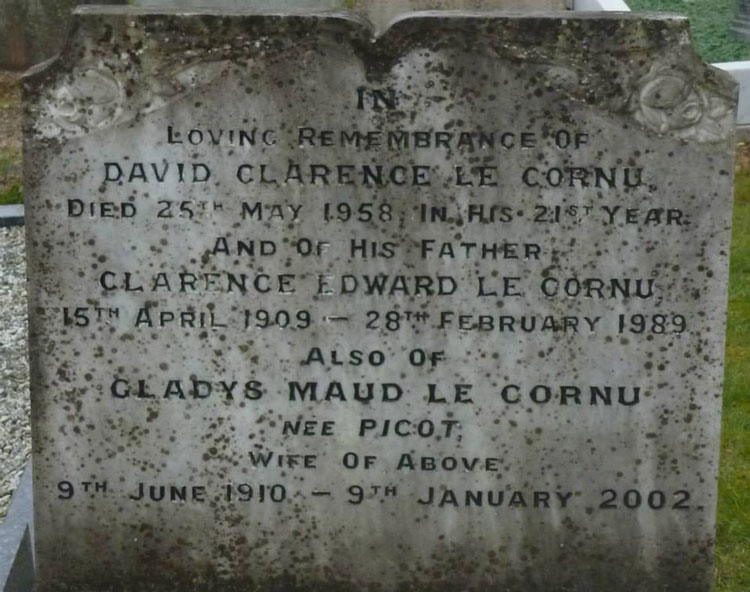 IN
LOVING REMEMBRANCE OF
DAVID CLARENCE LE CORNU,
DIED 25TH MAY 1958, IN HIS 21ST YEAR.
AND OF HIS FATHER
CLARENCE EDWARD LE CORNU,
15TH APRIL 1909 – 28TH FEBRUARY 1989
ALSO OF
GLADYS MAUD LE CORNU
NEE PICOT,
WIFE OF ABOVE
9TH JUNE 1910 – 9TH JANUARY 2002.